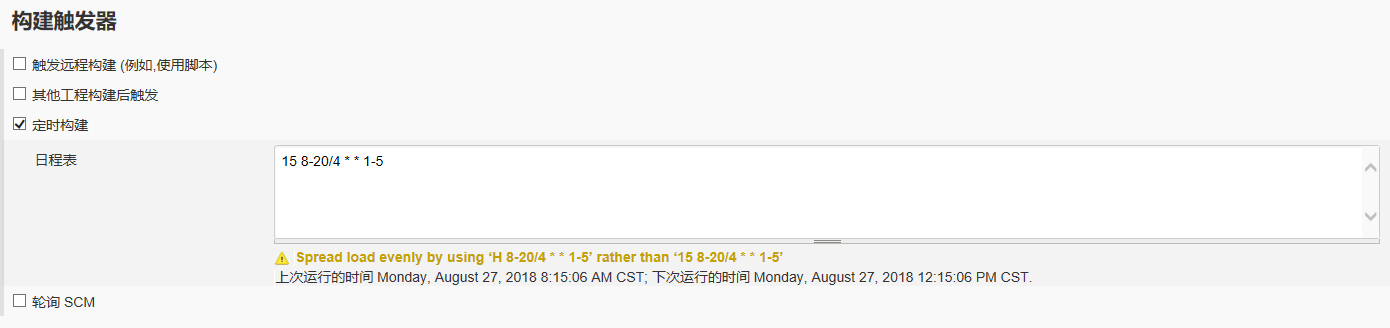 构建触发器
触发远程构建 (例如,使用脚本)
其他工程构建后触发
定时构建
日程表
15 8-20/4 * * 1-5
Spread load evenly by using ‘H 8-20/4 * * 1-5’ rather than ‘15 8-20/4 * * 1-5’
上次运行的时间 Monday, August 27, 2018 8:15:06 AM CST; 下次运行的时间 Monday, August 27, 2018 12:15:06 PM CST.
轮询 SCM